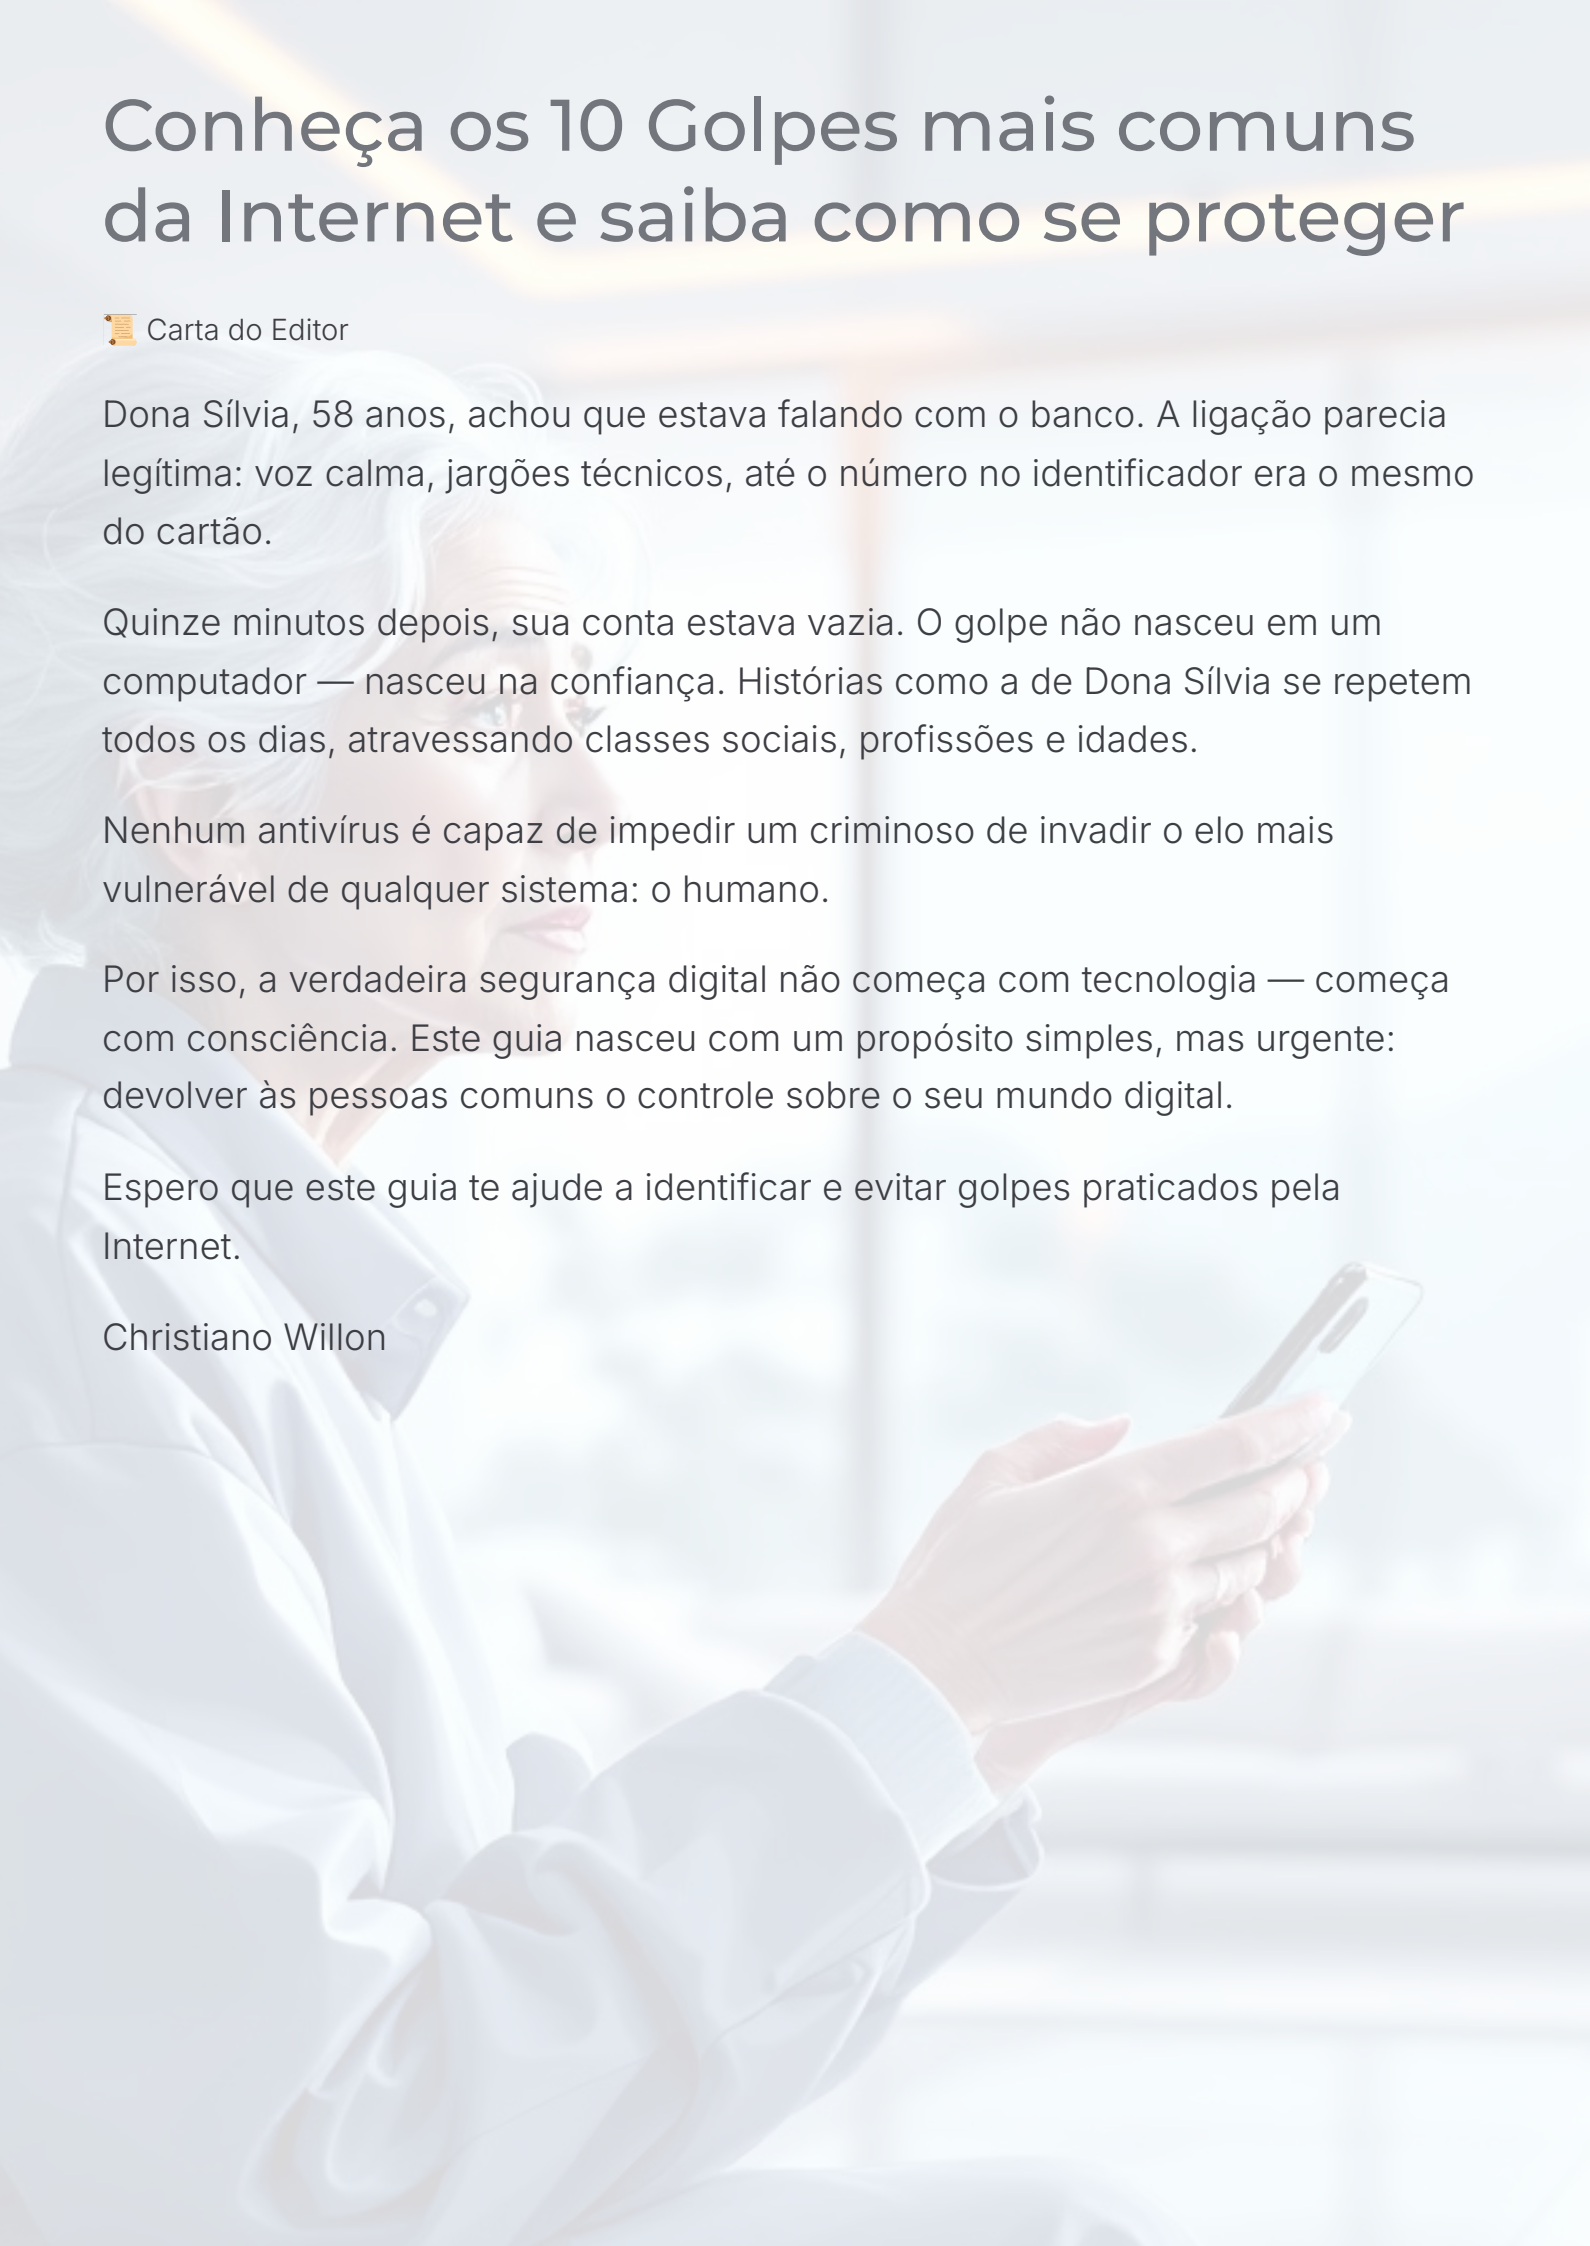 Conheça os 10 Golpes mais comuns
da Internet e saiba como se proteger
📜 Carta do Editor
Dona Sílvia, 58 anos, achou que estava falando com o banco. A ligação parecia
legítima: voz calma, jargões técnicos, até o número no identificador era o mesmo
do cartão.
Quinze minutos depois, sua conta estava vazia. O golpe não nasceu em um
computador — nasceu na confiança. Histórias como a de Dona Sílvia se repetem
todos os dias, atravessando classes sociais, profissões e idades.
Nenhum antivírus é capaz de impedir um criminoso de invadir o elo mais
vulnerável de qualquer sistema: o humano.
Por isso, a verdadeira segurança digital não começa com tecnologia — começa
com consciência. Este guia nasceu com um propósito simples, mas urgente:
devolver às pessoas comuns o controle sobre o seu mundo digital.
Espero que este guia te ajude a identificar e evitar golpes praticados pela
Internet.
Christiano Willon